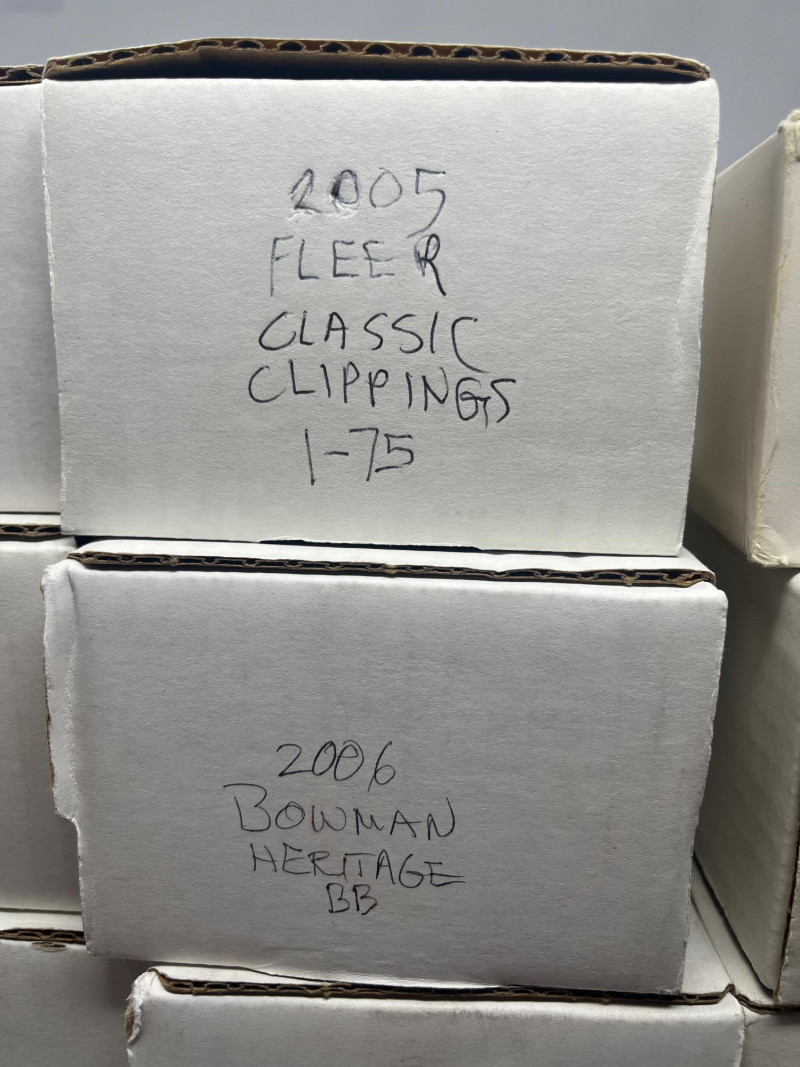 2005
FLEER
CLASSIC
CLIPPINGS
1-75
2006
BOWMAN
HERITAGE
BB